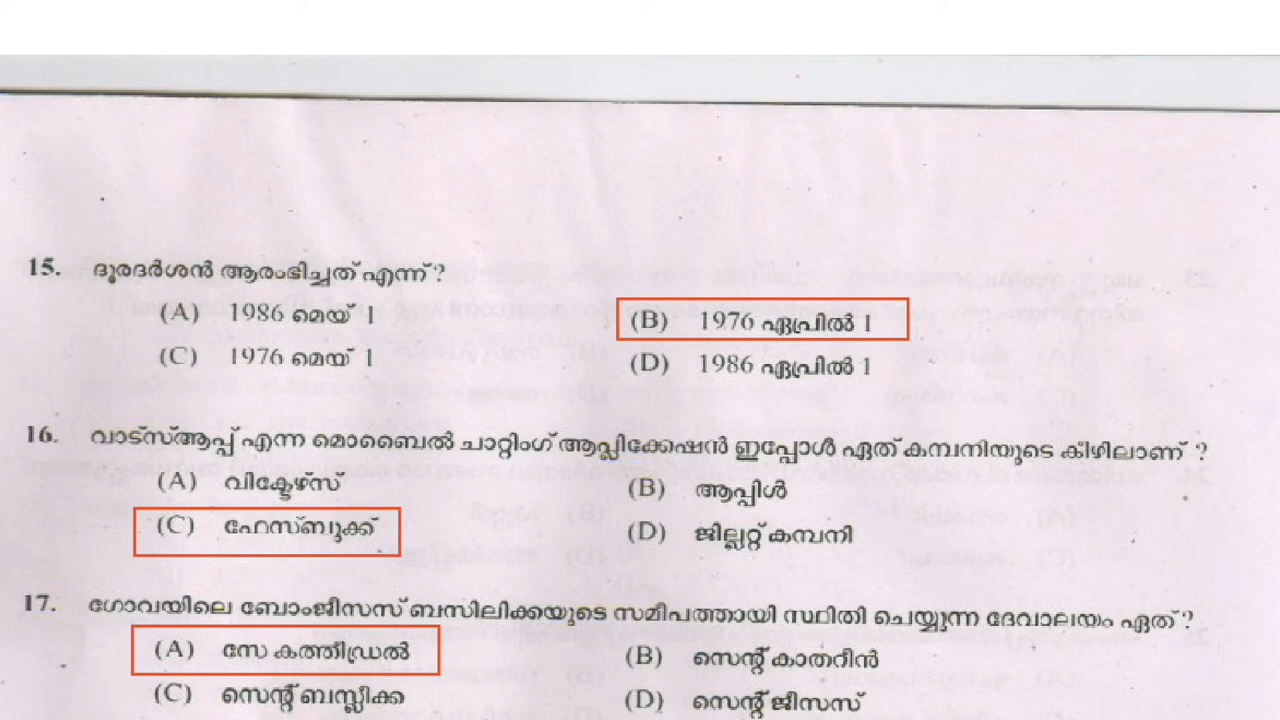 15. ദൂരദർശൻ ആരംഭിച്ചത് എന്ന് ?
(A) 1986 മെയ് 1 (B) 1976 ഏപ്രിൽ 1
(C) 1976 മെയ് 1 (D) 1986 ഏപ്രിൽ 1
16. വാട്സ്ആപ്പ് എന്ന മൊബൈൽ ചാറ്റിംഗ് ആപ്ലിക്കേഷൻ ഇപ്പോൾ ഏത് കമ്പനിയുടെ കീഴിലാണ് ?
(A) വിക്ടേഴ്സ് (B) ആപ്പിൾ
(C) ഫേസ്ബുക്ക് (D) ജില്ലറ്റ് കമ്പനി
17. ഗോവയിലെ ബോംജീസസ് ബസിലിക്കയുടെ സമീപത്തായി സ്ഥിതി ചെയ്യുന്ന ദേവാലയം ഏത് ?
(A) സേ കത്തീഡ്രൽ (B) സെന്റ് കാതറീൻ
(C) സെന്റ് ബസ്ലീക്ക (D) സെന്റ് ജീസസ്